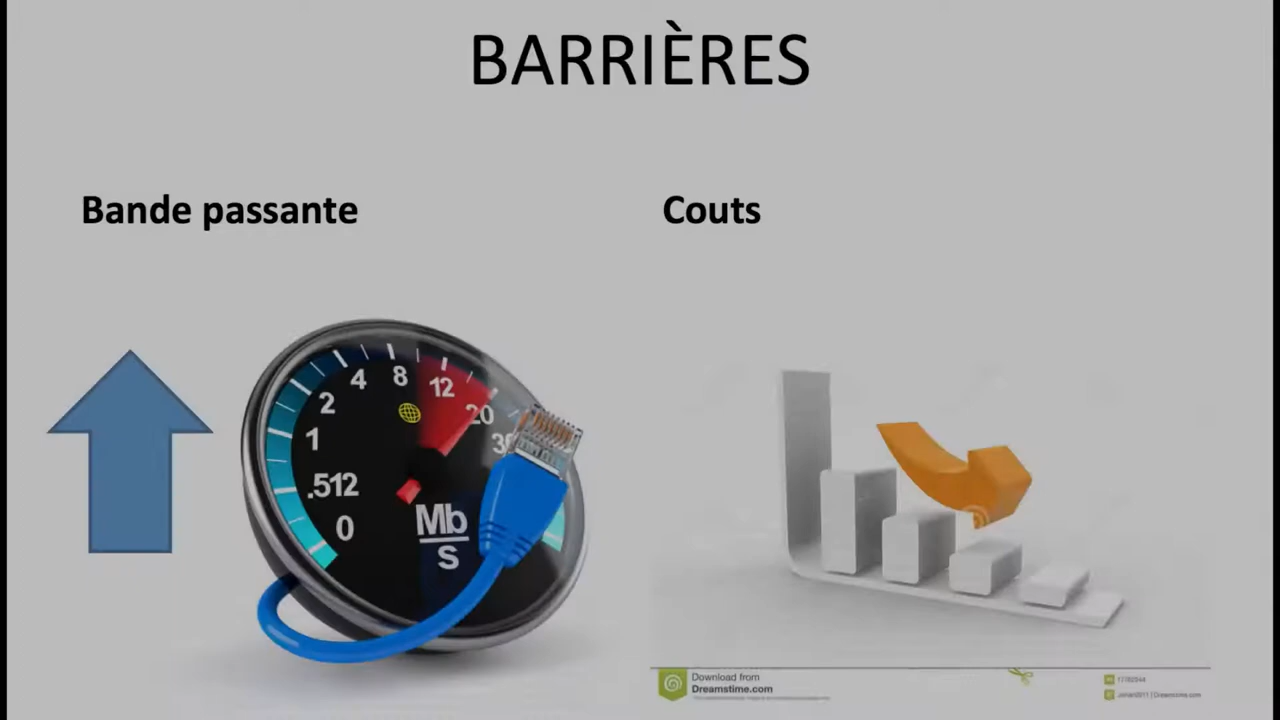 BARRIÈRES
Bande passante
Couts
0
.512
1
2
4
8
12
20
Mb
S
Download from
Dreamstime.com